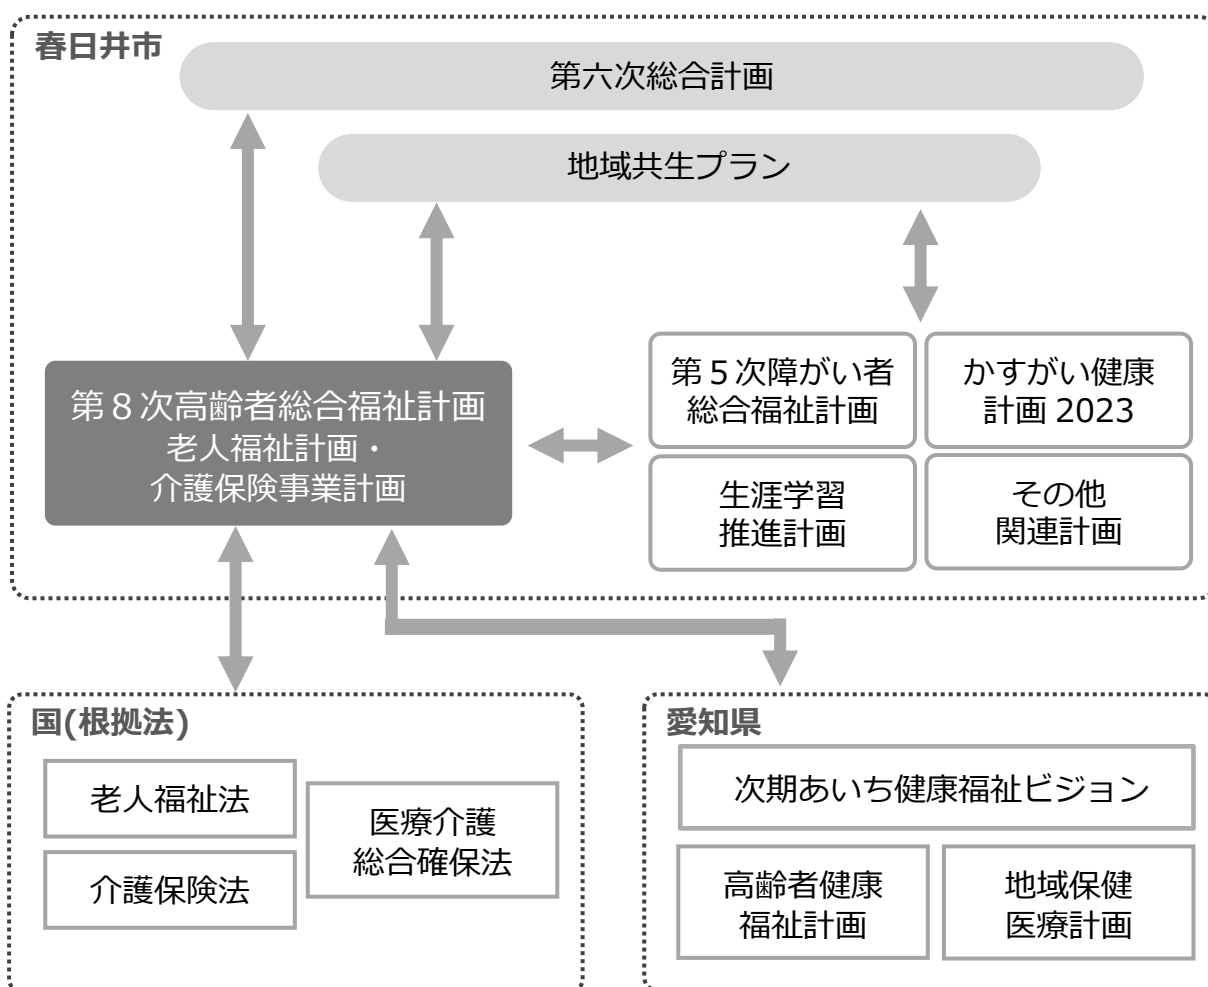 春日井市
第六次総合計画
地域共生プラン
第８次高齢者総合福祉計画
老人福祉計画・
介護保険事業計画
第５次障がい者
総合福祉計画
かすがい健康
計画 2023
生涯学習
推進計画
その他
関連計画
国(根拠法)
老人福祉法
介護保険法
医療介護
総合確保法
愛知県
次期あいち健康福祉ビジョン
高齢者健康
福祉計画
地域保健
医療計画